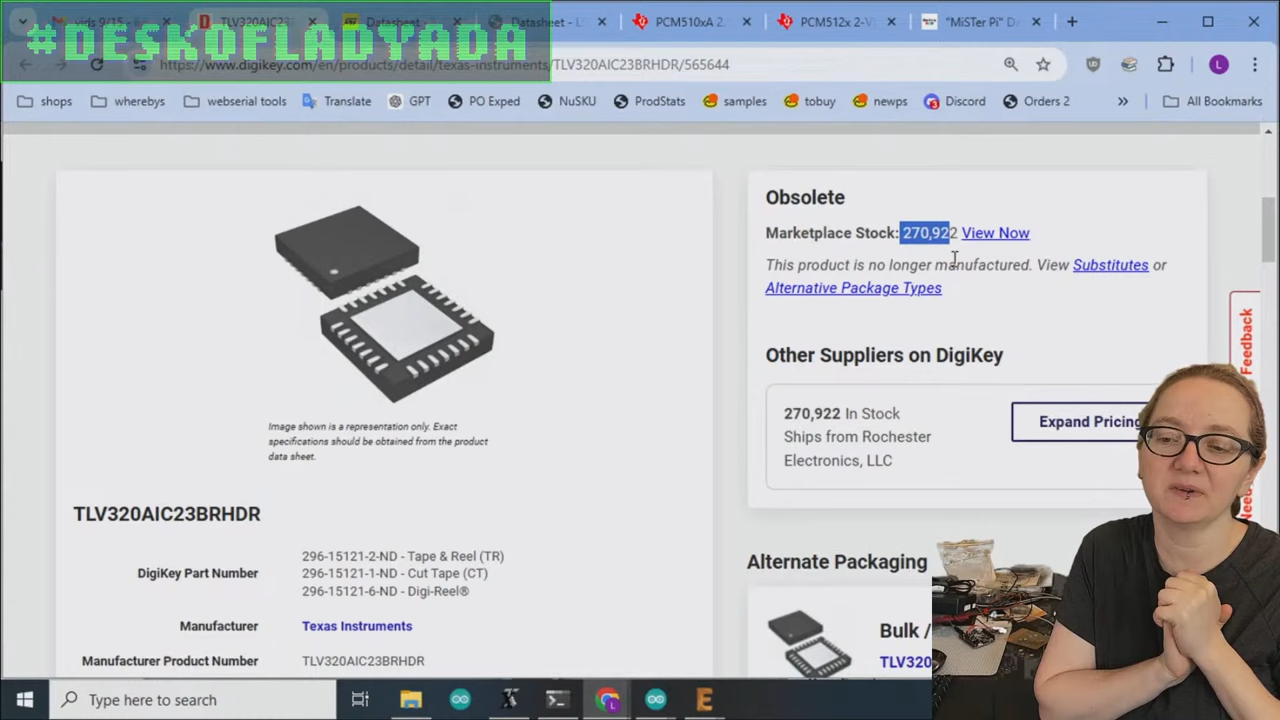 #DESKOFLADYADA
TLV320AIC23
Datasheet
Datasheet - L
PCM510xA 2.
PCM512x 2-V
"MiSTer Pi" D
https://www.digikey.com/en/products/detail/texas-instruments/TLV320AIC23BRHDR/565644
shops
wherebys
webserial tools
Translate
GPT
PO Exped
NuSKU
ProdStats
samples
tobuy
newps
Discord
Orders 2
All Bookmarks
Obsolete
Marketplace Stock: 270,922 View Now
This product is no longer manufactured. View Substitutes or
Alternative Package Types
Other Suppliers on DigiKey
270,922 In Stock
Ships from Rochester
Electronics, LLC
Expand Pricing
Feedback
Image shown is a representation only. Exact
specifications should be obtained from the product
data sheet.
TLV320AIC23BRHDR
DigiKey Part Number
296-15121-2-ND - Tape & Reel (TR)
296-15121-1-ND - Cut Tape (CT)
296-15121-6-ND - Digi-Reel®
Manufacturer
Texas Instruments
Manufacturer Product Number
TLV320AIC23BRHDR
Alternate Packaging
Bulk /
TLV320
Type here to search